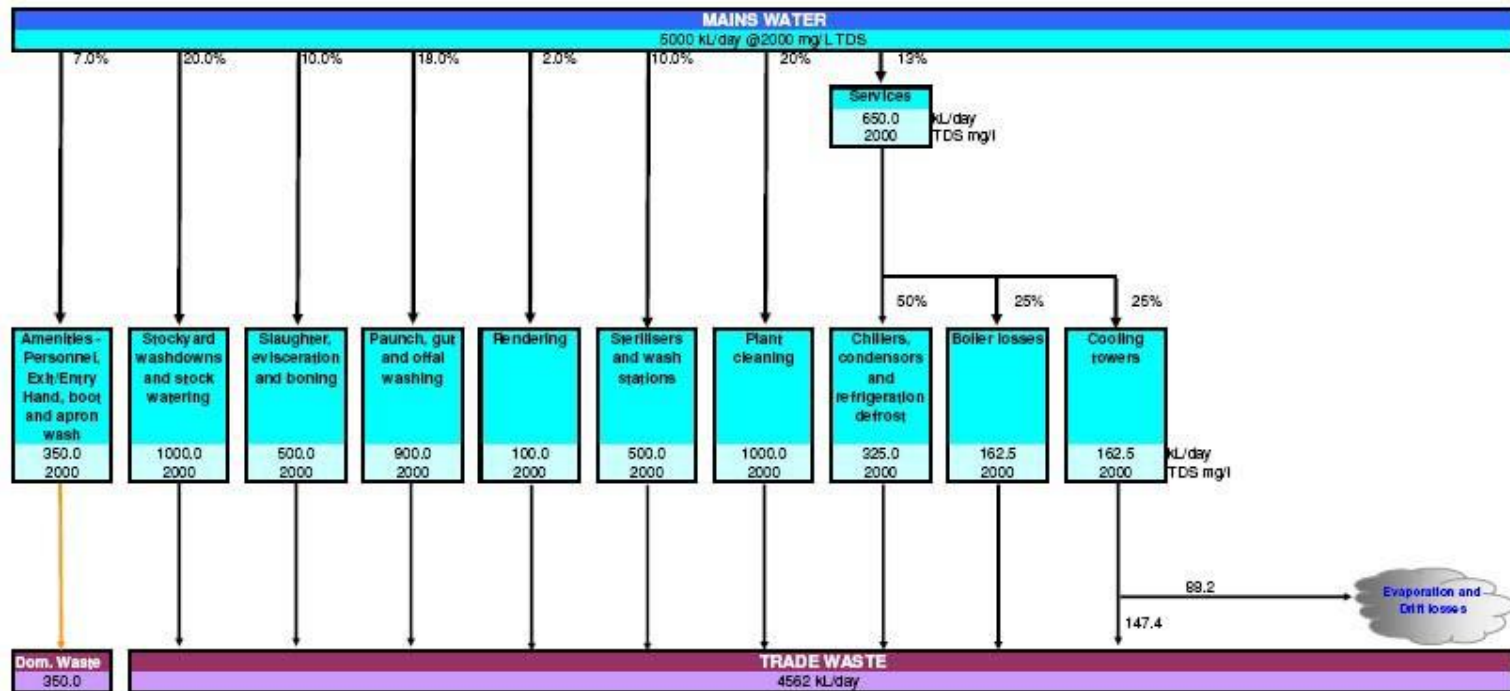 MAINS WATER
5000 kL/day @2000 mg/L TDS
7.0%
20.0%
10.0%
18.0%
2.0%
10.0%
20%
13%
Services
650.0
2000
kL/day
TDS mg/l
50%
25%
25%
Amenities -
Personnel,
Exit/Entry
Hand, boot
and apron
wash
350.0
2000
Stockyard
washdowns
and stock
watering
1000.0
2000
Slaughter,
evisceration
and boning
500.0
2000
Paunch, gut
and offal
washing
900.0
2000
Rendering
100.0
2000
Sterilisers
and wash
stations
500.0
2000
Plant
cleaning
1000.0
2000
Chillers,
condensors
and
refrigeration
defrost
325.0
2000
Boiler losses
162.5
2000
Cooling
towers
162.5
2000
kL/day
TDS mg/l
88.2
Evaporation and
Drift losses
147.4
Dom. Waste
350.0
TRADE WASTE
4562 kL/day